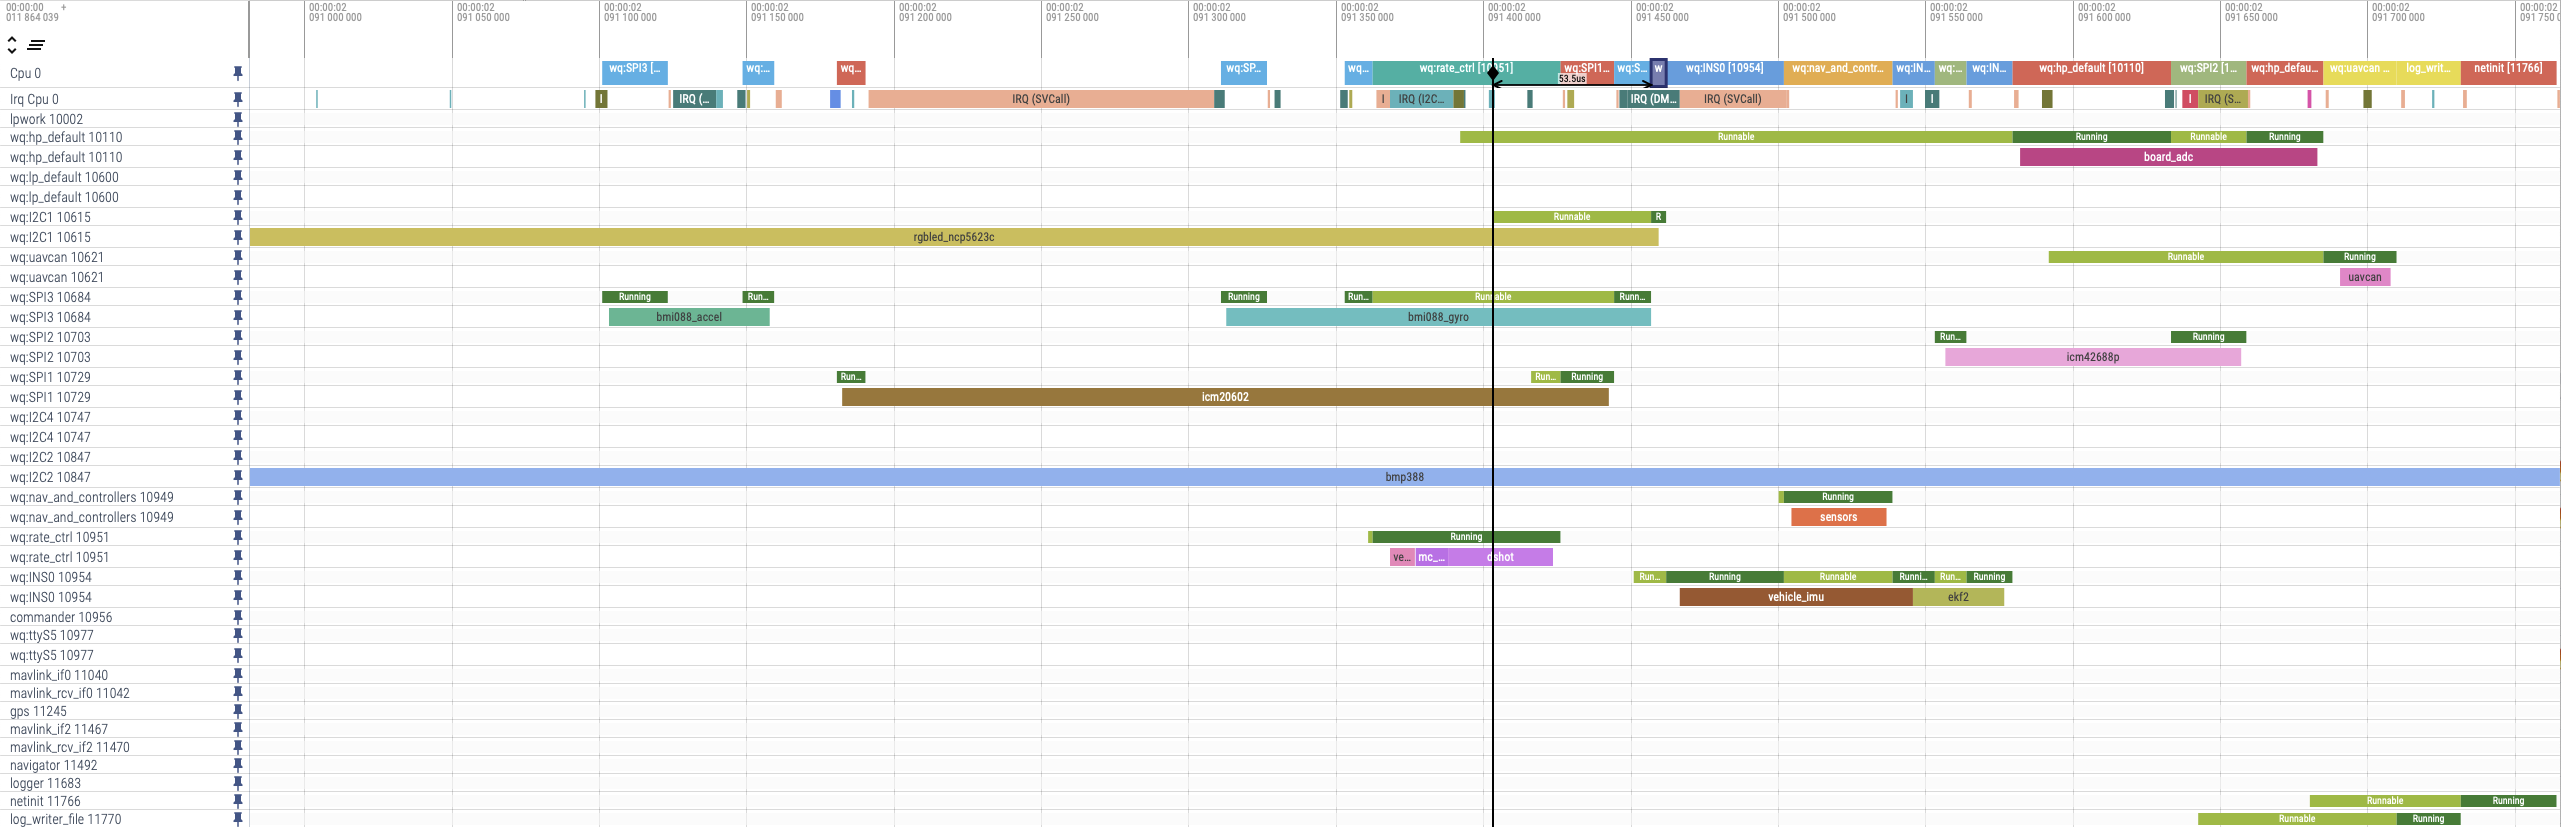 00:00:00 +
011 864 039
00:00:02 00:00:02 00:00:02 00:00:02 00:00:02 00:00:02 00:00:02 00:00:02 00:00:02 00:00:02 00:00:02 00:00:02 00:00:02 00:00:02 00:00:02 00:00:02
091 000 000 091 050 000 091 100 000 091 150 000 091 200 000 091 250 000 091 300 000 091 350 000 091 400 000 091 450 000 091 500 000 091 550 000 091 600 000 091 650 000 091 700 000 091 750 0
Cpu 0 wq:SPI3 [... wq:... wq... wq:SP... wq... wq:rate_ctrl [10951] wq:SPI1... wq:S... w wq:INS0 [10954] wq:nav_and_contr... wq:IN... wq:... wq:IN... wq:hp_default [10110] wq:SPI2 [1... wq:hp_defau... wq:uavcan ... log_writ... netinit [11766]
53.5us
Irq Cpu 0 I IRQ (... IRQ (SVCall) I IRQ (I2C... IRQ (DM... IRQ (SVCall) I I I IRQ (S...
lpwork 10002
wq:hp_default 10110 Runnable Running Runnable Running
wq:hp_default 10110 board_adc
wq:lp_default 10600
wq:lp_default 10600
wq:I2C1 10615 Runnable R
wq:I2C1 10615 rgbled_ncp5623c
wq:uavcan 10621 Runnable Running
wq:uavcan 10621 uavcan
wq:SPI3 10684 Running Run... Running Run... Runnable Runn...
wq:SPI3 10684 bmi088_accel bmi088_gyro
wq:SPI2 10703 Run... Running
wq:SPI2 10703 icm42688p
wq:SPI1 10729 Run... Run... Running
wq:SPI1 10729 icm20602
wq:I2C4 10747
wq:I2C4 10747
wq:I2C2 10847
wq:I2C2 10847 bmp388
wq:nav_and_controllers 10949 Running
wq:nav_and_controllers 10949 sensors
wq:rate_ctrl 10951 Running
wq:rate_ctrl 10951 ve... mc_... dshot
wq:INS0 10954 Run... Running Runnable Runni... Run... Running
wq:INS0 10954 vehicle_imu ekf2
commander 10956
wq:ttyS5 10977
wq:ttyS5 10977
mavlink_if0 11040
mavlink_rcv_if0 11042
gps 11245
mavlink_if2 11467
mavlink_rcv_if2 11470
navigator 11492
logger 11683
netinit 11766 Runnable Running
log_writer_file 11770 Runnable Running